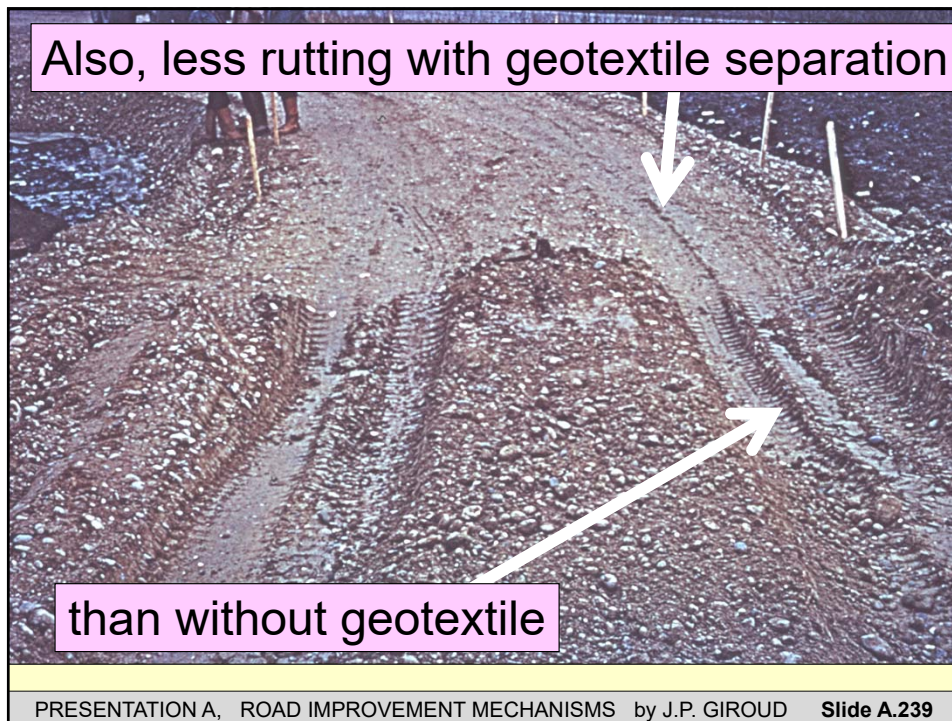 Also, less rutting with geotextile separation
than without geotextile
PRESENTATION A, ROAD IMPROVEMENT MECHANISMS by J.P. GIROUD Slide A.239